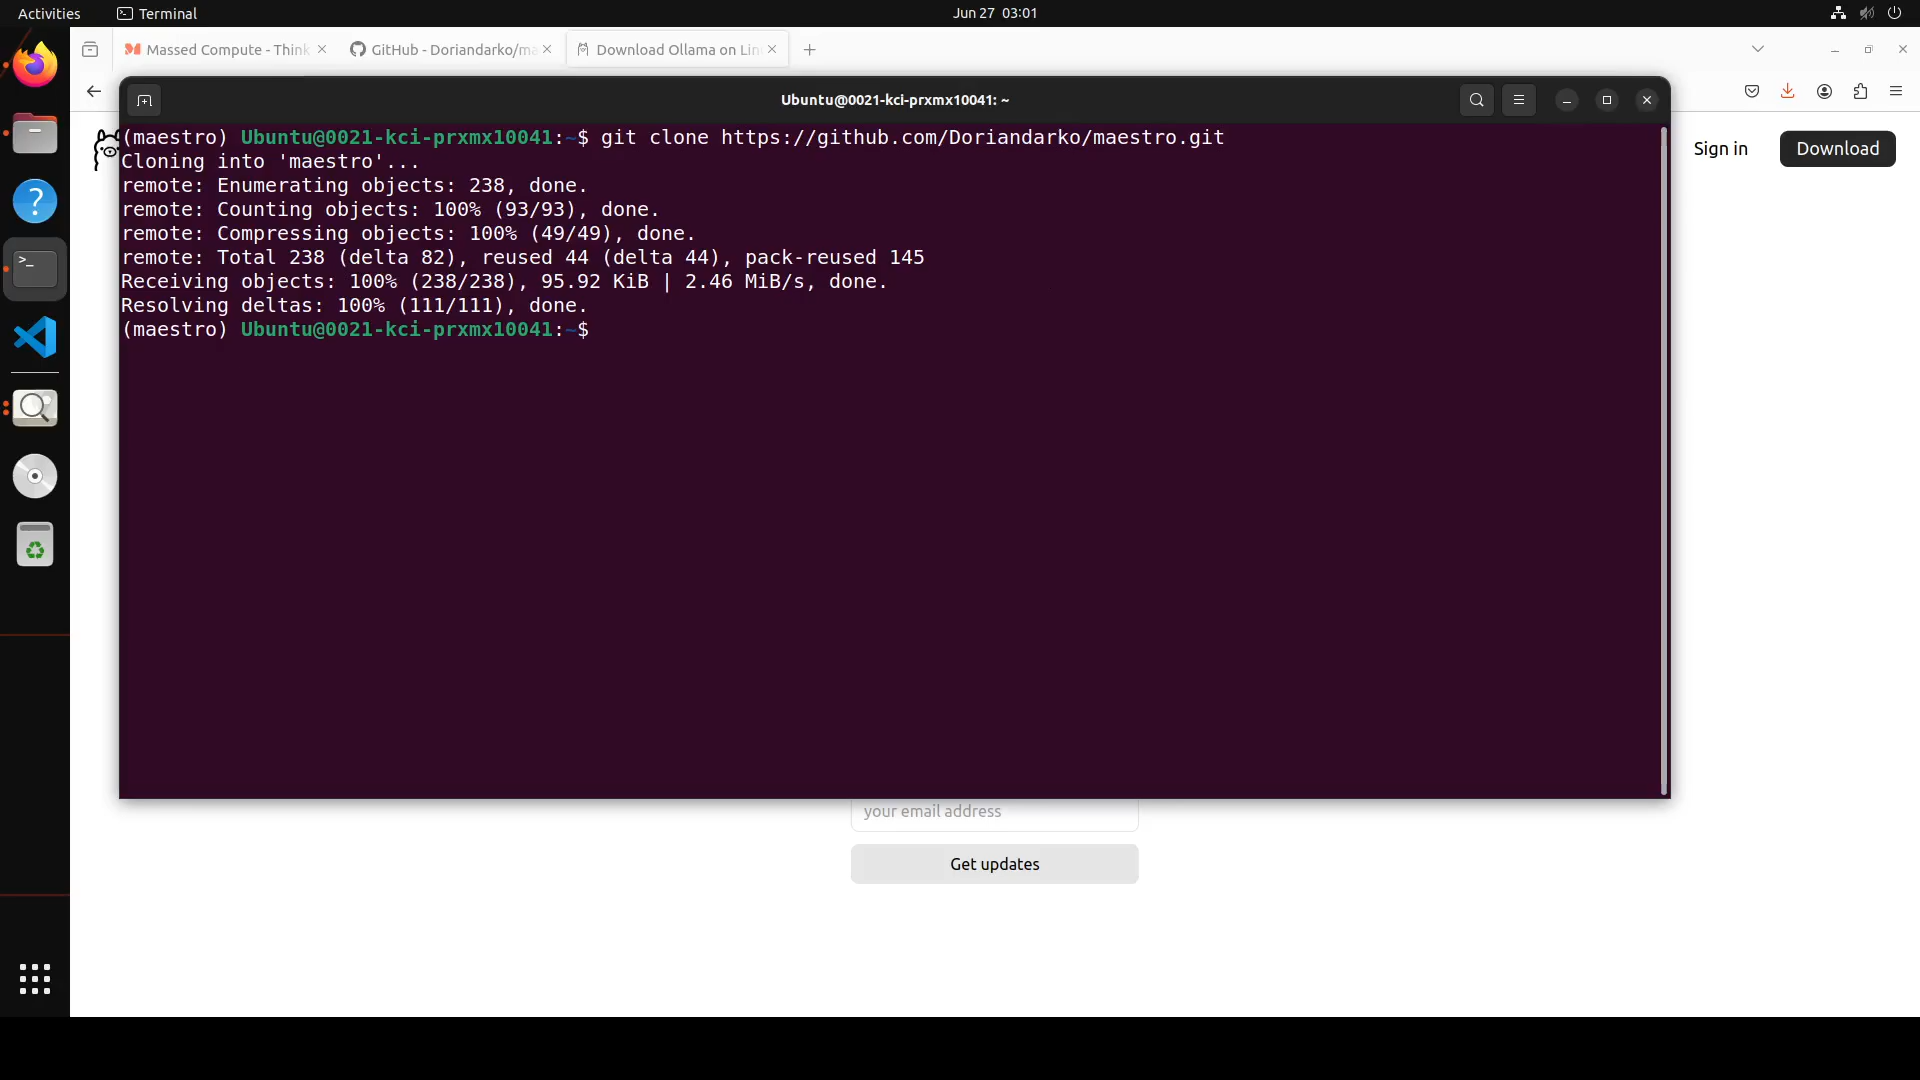 Activities
Terminal
Jun 27 03:01
Massed Compute - Think
GitHub - Doriandarko/ma
Download Ollama on Lin
Ubuntu@0021-kci-prxmx10041: ~
Sign in
Download
(maestro) Ubuntu@0021-kci-prxmx10041:~$ git clone https://github.com/Doriandarko/maestro.git
Cloning into 'maestro'...
remote: Enumerating objects: 238, done.
remote: Counting objects: 100% (93/93), done.
remote: Compressing objects: 100% (49/49), done.
remote: Total 238 (delta 82), reused 44 (delta 44), pack-reused 145
Receiving objects: 100% (238/238), 95.92 KiB | 2.46 MiB/s, done.
Resolving deltas: 100% (111/111), done.
(maestro) Ubuntu@0021-kci-prxmx10041:~$
your email address
Get updates